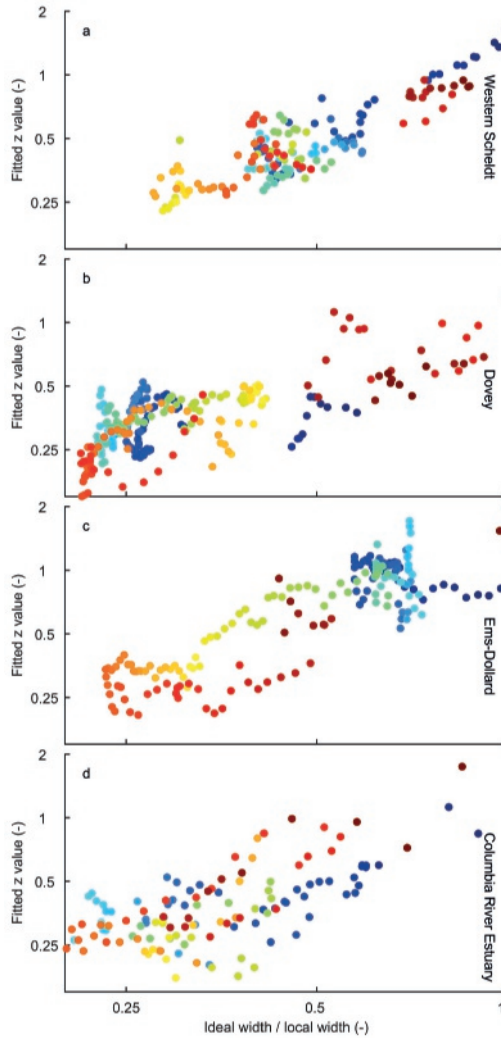 2
a
1
0.5
0.25
Fitted z value (-)
Western Scheldt
2
b
1
0.5
0.25
Fitted z value (-)
Dovey
2
c
1
0.5
0.25
Fitted z value (-)
Ems-Dollard
2
d
1
0.5
0.25
Fitted z value (-)
Columbia River Estuary
0.25
0.5
1
Ideal width / local width (-)